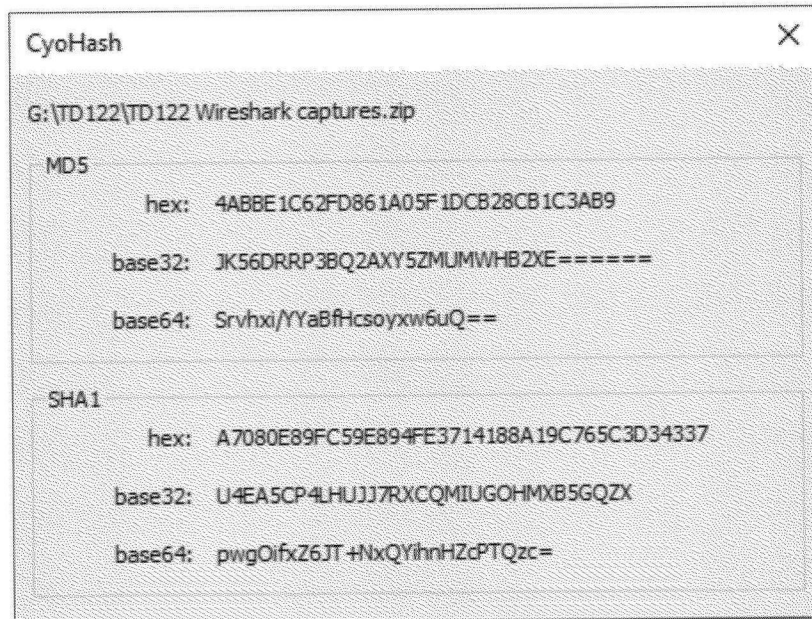 CyoHash
G:\TD122\TD122 Wireshark captures.zip
MD5
hex: 4ABBE1C62FD861A05F1DCB28CB1C3AB9
base32: JK56DRRP3BQ2AXY5ZMUMWHB2XE======
base64: Srvhxi/YYaBfHcsoyxw6uQ==
SHA1
hex: A7080E89FC59E894FE3714188A19C765C3D34337
base32: U4EA5CP4LHUJJ7RXCQMIUGOHMXB5GQZX
base64: pwgOifxZ6JT+NxQYihnHZcPTQzc=